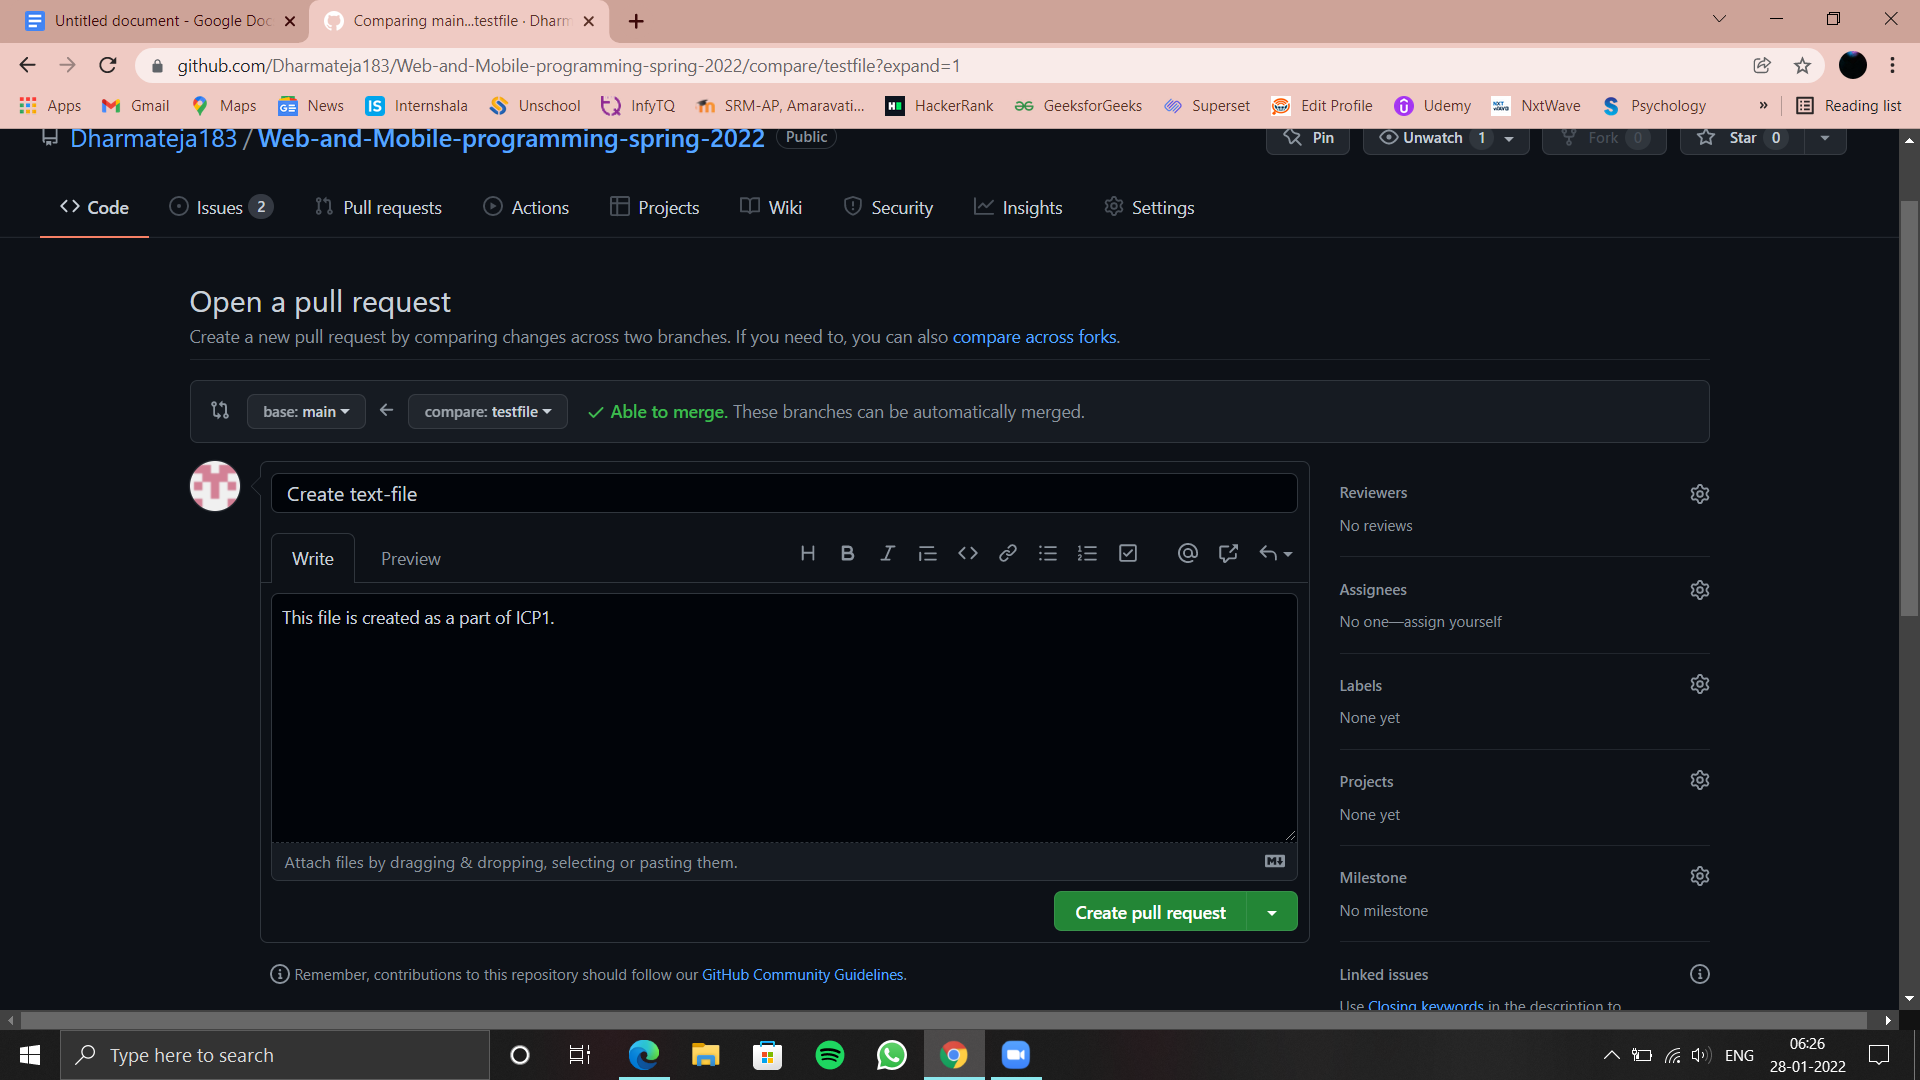 Untitled document - Google Doc
Comparing main...testfile · Dharm
github.com/Dharmateja183/Web-and-Mobile-programming-spring-2022/compare/testfile?expand=1
Apps Gmail Maps News Internshala Unschool InfyTQ SRM-AP, Amaravati... HackerRank GeeksforGeeks Superset Edit Profile Udemy NxtWave Psychology » Reading list
Dharmateja183 / Web-and-Mobile-programming-spring-2022 Public
Pin Unwatch 1 Fork 0 Star 0
Code Issues 2 Pull requests Actions Projects Wiki Security Insights Settings
Open a pull request
Create a new pull request by comparing changes across two branches. If you need to, you can also compare across forks.
base: main compare: testfile Able to merge. These branches can be automatically merged.
Create text-file
Write Preview
This file is created as a part of ICP1.
Attach files by dragging & dropping, selecting or pasting them.
Create pull request
Remember, contributions to this repository should follow our GitHub Community Guidelines.
Reviewers
No reviews
Assignees
No one—assign yourself
Labels
None yet
Projects
None yet
Milestone
No milestone
Linked issues
Use Closing keywords in the description to
Type here to search
ENG
06:26
28-01-2022